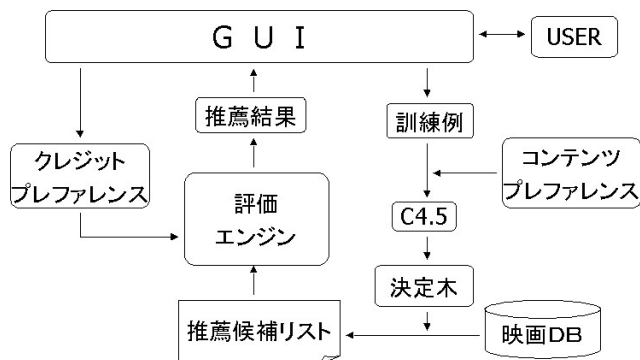 ＧＵＩ
USER
推薦結果
訓練例
クレジット
プレファレンス
コンテンツ
プレファレンス
評価
エンジン
C4.5
決定木
推薦候補リスト
映画DB